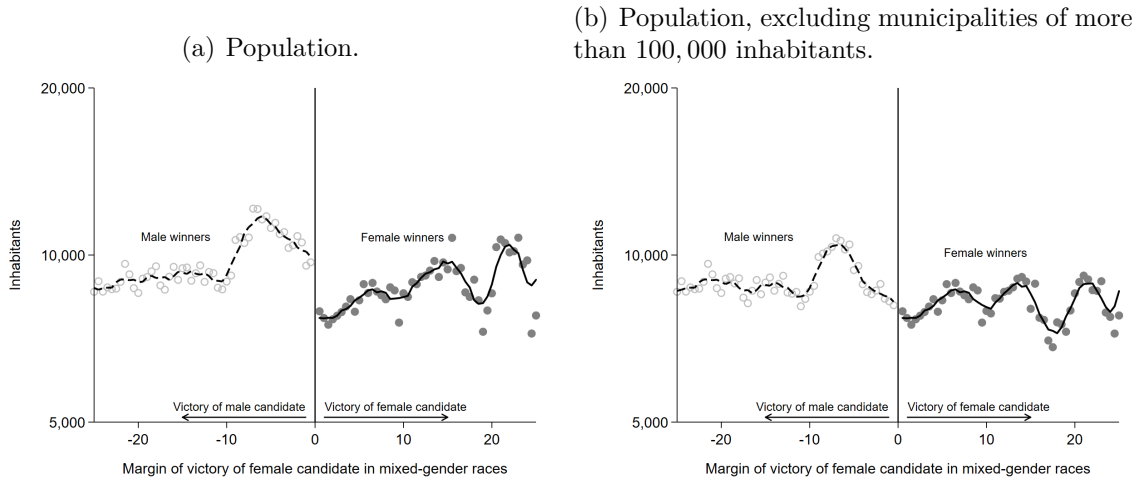 (a) Population.
20,000
10,000
5,000
Inhabitants
Male winners
Female winners
Victory of male candidate
Victory of female candidate
-20
-10
0
10
20
Margin of victory of female candidate in mixed-gender races
(b) Population, excluding municipalities of more
than 100,000 inhabitants.
20,000
10,000
5,000
Inhabitants
Male winners
Female winners
Victory of male candidate
Victory of female candidate
-20
-10
0
10
20
Margin of victory of female candidate in mixed-gender races